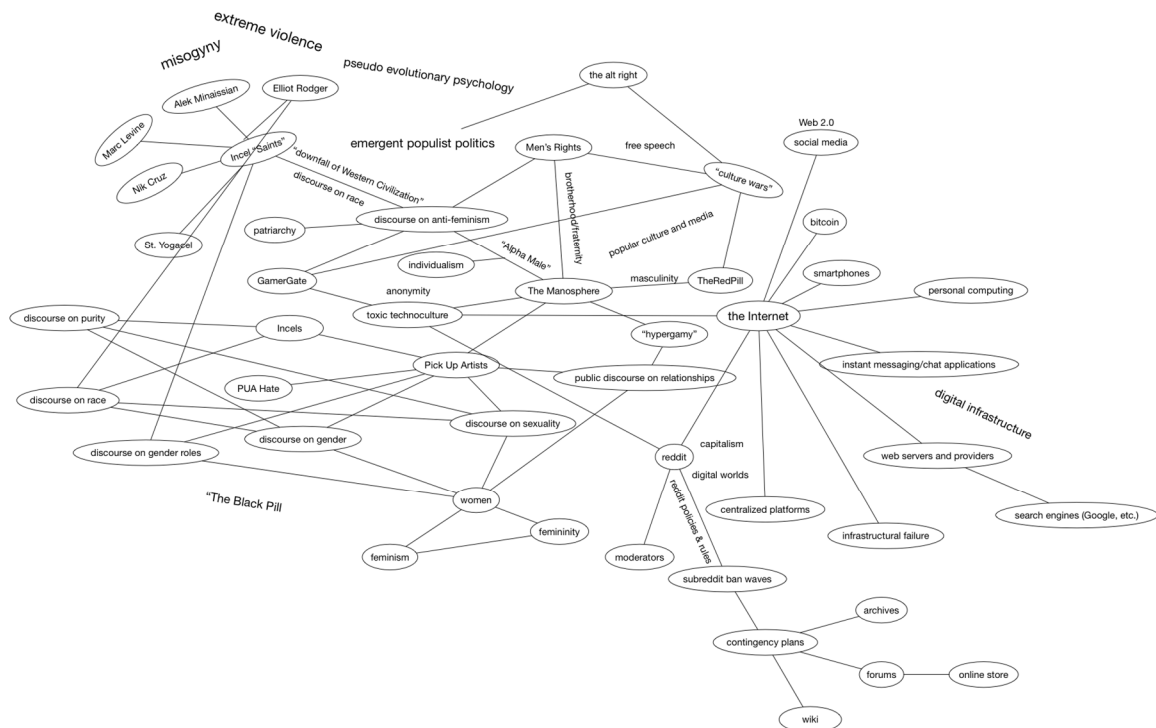 extreme violence
misogyny
pseudo evolutionary psychology
the alt right
Elliot Rodger
Alek Minaissian
Web 2.0
social media
Marc Levine
Incel "Saints"
emergent populist politics
Men's Rights
free speech
"culture wars"
Nik Cruz
"downfall of Western Civilization"
discourse on race
brotherhood/fraternity
discourse on anti-feminism
patriarchy
popular culture and media
bitcoin
St. Yogacel
"Alpha Male"
individualism
GamerGate
anonymity
The Manosphere
masculinity
TheRedPill
smartphones
personal computing
discourse on purity
Incels
toxic technoculture
"hypergamy"
the Internet
Pick Up Artists
public discourse on relationships
instant messaging/chat applications
PUA Hate
discourse on race
discourse on sexuality
digital infrastructure
discourse on gender
discourse on gender roles
capitalism
reddit
digital worlds
web servers and providers
"The Black Pill
women
reddit policies & rules
centralized platforms
search engines (Google, etc.)
femininity
infrastructural failure
feminism
moderators
subreddit ban waves
archives
contingency plans
forums
online store
wiki